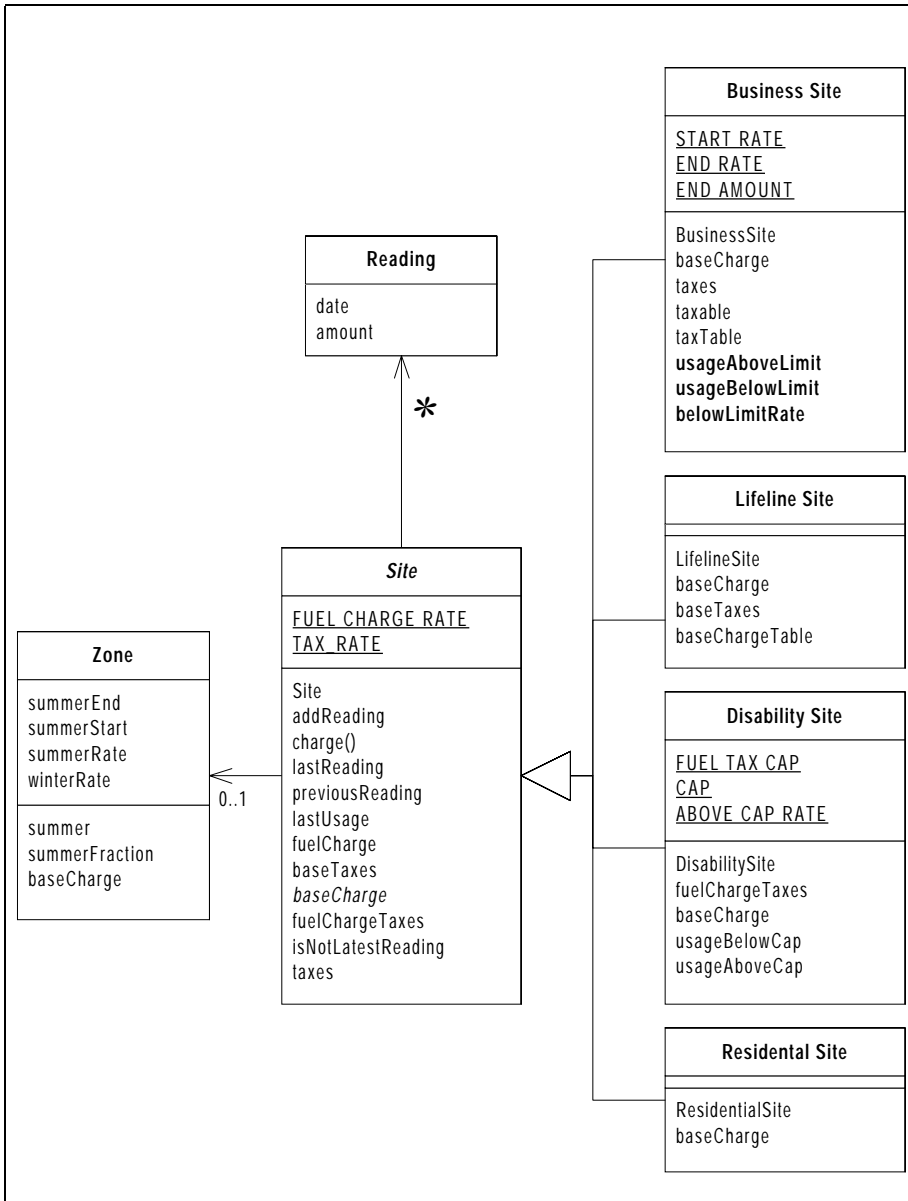 Business Site
START RATE
END RATE
END AMOUNT
BusinessSite
baseCharge
taxes
taxable
taxTable
usageAboveLimit
usageBelowLimit
belowLimitRate
Reading
date
amount
*
Lifeline Site
LifelineSite
baseCharge
baseTaxes
baseChargeTable
Site
FUEL CHARGE RATE
TAX_RATE
Site
addReading
charge()
lastReading
previousReading
lastUsage
fuelCharge
baseTaxes
baseCharge
fuelChargeTaxes
isNotLatestReading
taxes
Zone
summerEnd
summerStart
summerRate
winterRate
summer
summerFraction
baseCharge
0..1
Disability Site
FUEL TAX CAP
CAP
ABOVE CAP RATE
DisabilitySite
fuelChargeTaxes
baseCharge
usageBelowCap
usageAboveCap
Residental Site
ResidentialSite
baseCharge